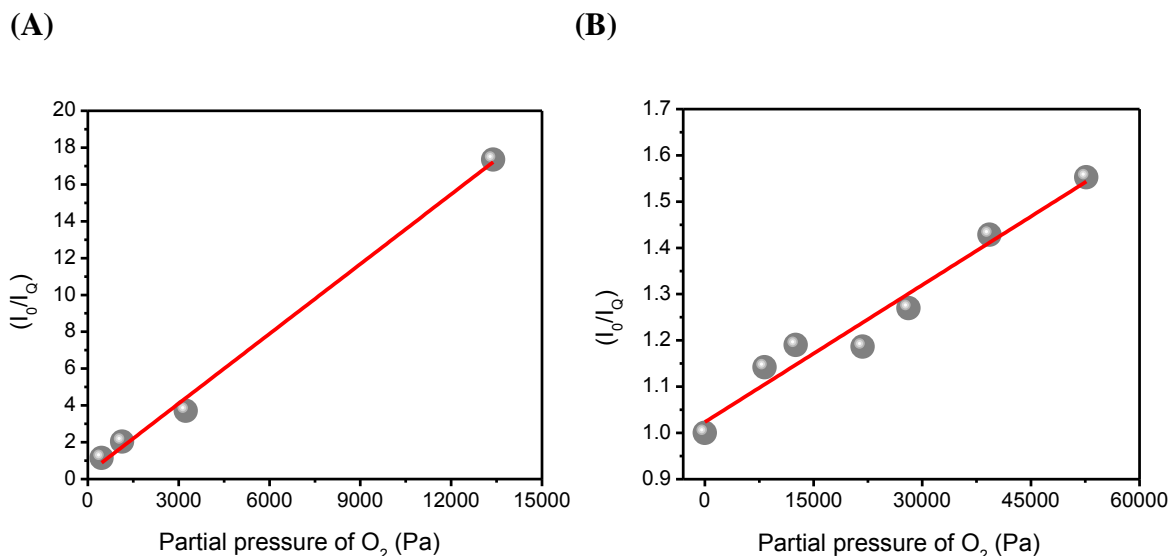 (A)
(B)
20
18
16
14
12
10
8
6
4
2
0
(I₀/I_Q)
0 3000 6000 9000 12000 15000
Partial pressure of O₂ (Pa)
1.7
1.6
1.5
1.4
1.3
1.2
1.1
1.0
0.9
(I₀/I_Q)
0 15000 30000 45000 60000
Partial pressure of O₂ (Pa)